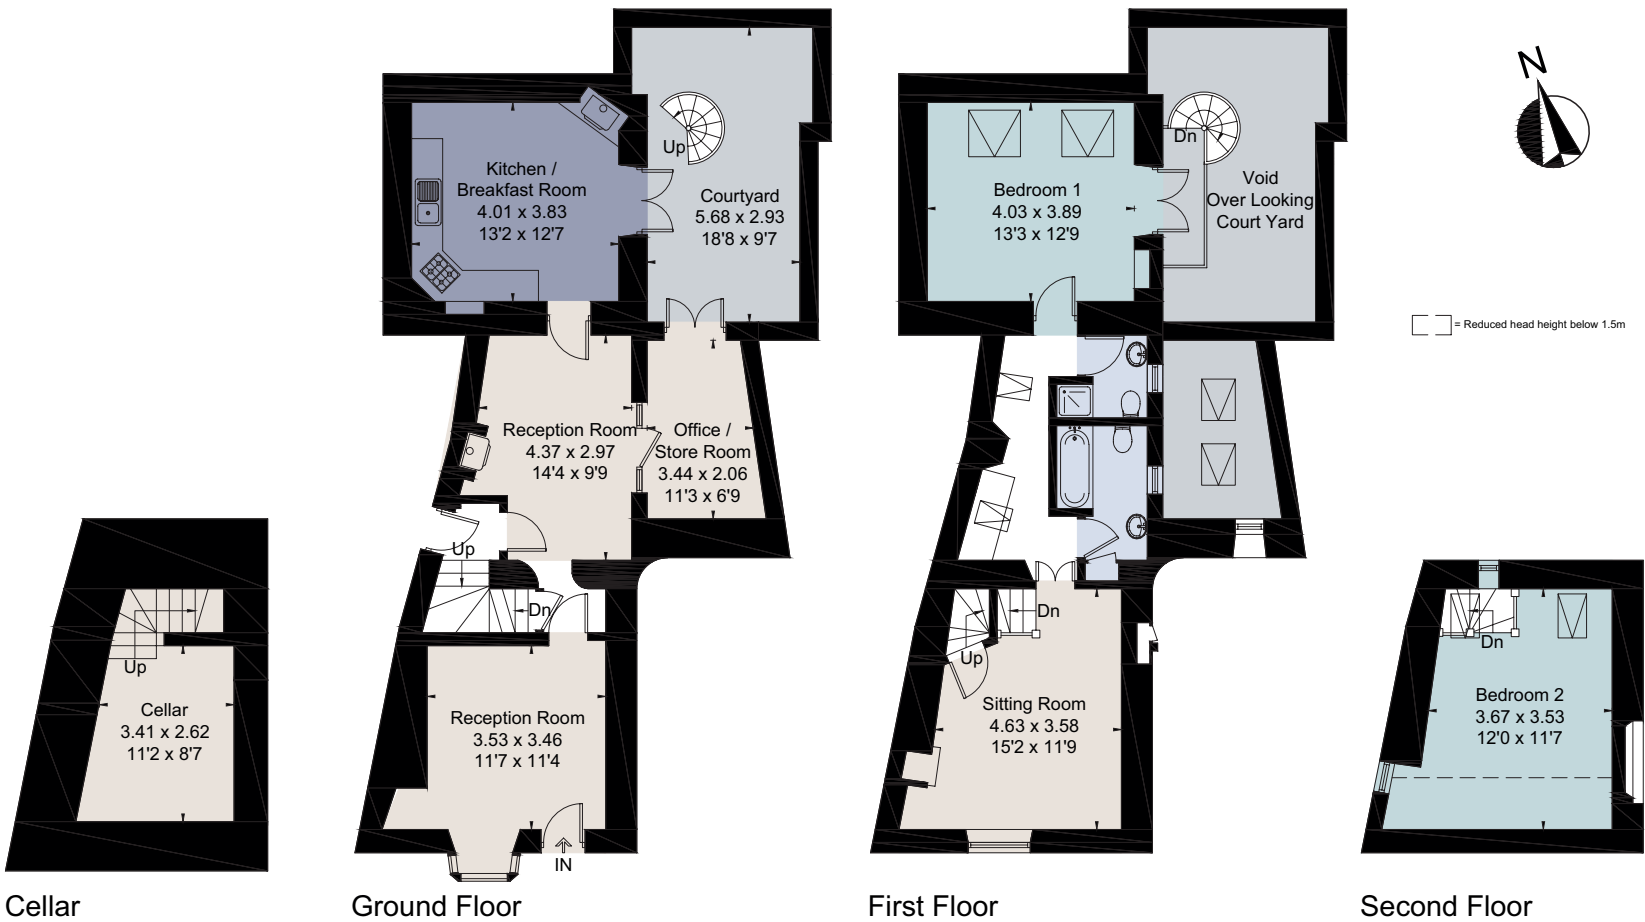 N
Kitchen /
Breakfast Room
4.01 x 3.83
13'2 x 12'7
Up
Courtyard
5.68 x 2.93
18'8 x 9'7
Bedroom 1
4.03 x 3.89
13'3 x 12'9
Dn
Void
Over Looking
Court Yard
= Reduced head height below 1.5m
Reception Room
4.37 x 2.97
14'4 x 9'9
Office /
Store Room
3.44 x 2.06
11'3 x 6'9
Up
Dn
Reception Room
3.53 x 3.46
11'7 x 11'4
IN
Up
Cellar
3.41 x 2.62
11'2 x 8'7
Dn
Up
Sitting Room
4.63 x 3.58
15'2 x 11'9
Dn
Bedroom 2
3.67 x 3.53
12'0 x 11'7
Cellar
Ground Floor
First Floor
Second Floor